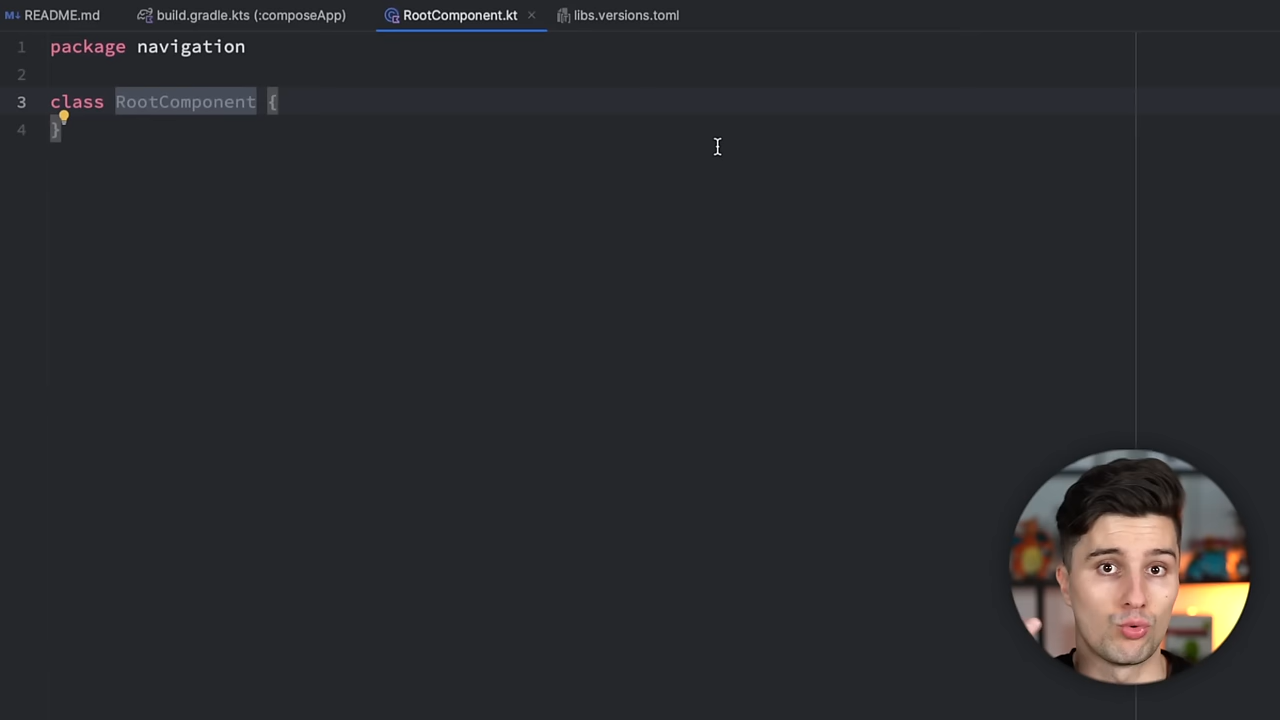 M↓ README.md
build.gradle.kts (:composeApp)
RootComponent.kt
libs.versions.toml
1 package navigation
2
3 class RootComponent {
4 }